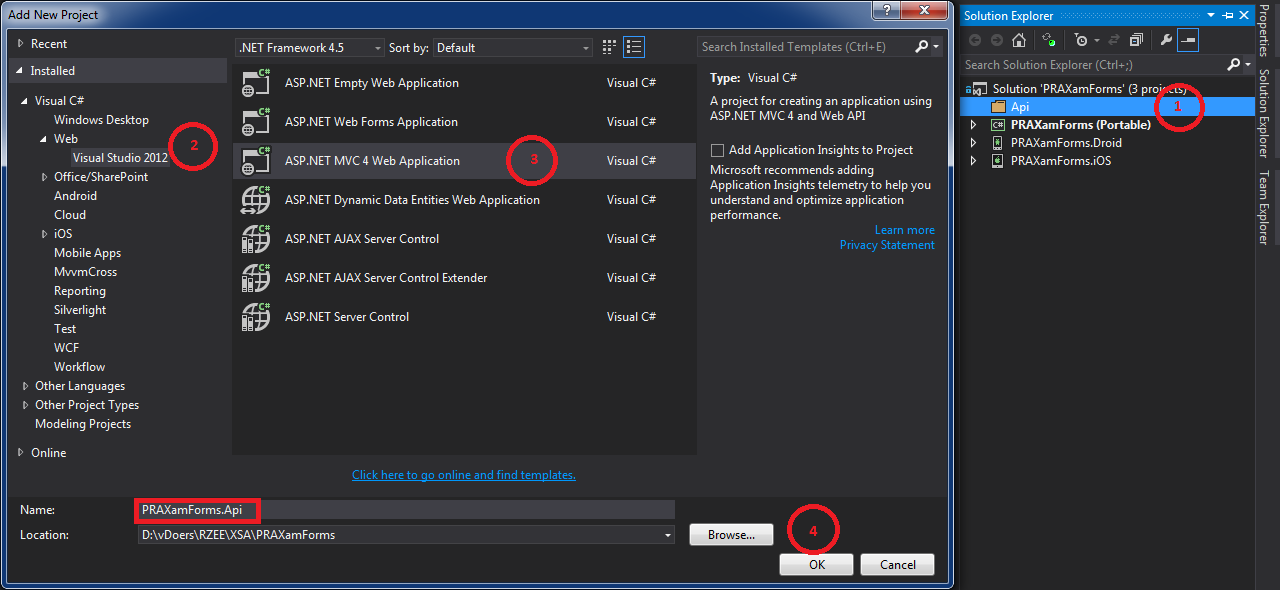 Add New Project
?
Recent
.NET Framework 4.5
Sort by:
Default
Search Installed Templates (Ctrl+E)
Installed
Visual C#
Windows Desktop
Web
Visual Studio 2012
2
Office/SharePoint
Android
Cloud
iOS
Mobile Apps
MvvmCross
Reporting
Silverlight
Test
WCF
Workflow
Other Languages
Other Project Types
Modeling Projects
Online
C# ASP.NET Empty Web Application Visual C#
C# ASP.NET Web Forms Application Visual C#
C# ASP.NET MVC 4 Web Application 3 Visual C#
C# ASP.NET Dynamic Data Entities Web Application Visual C#
C# ASP.NET AJAX Server Control Visual C#
C# ASP.NET AJAX Server Control Extender Visual C#
C# ASP.NET Server Control Visual C#
Click here to go online and find templates.
Type: Visual C#
A project for creating an application using
ASP.NET MVC 4 and Web API
Add Application Insights to Project
Microsoft recommends adding
Application Insights telemetry to help you
understand and optimize application
performance.
Learn more
Privacy Statement
Name: PRAXamForms.Api
Location: D:\vDoers\RZEE\XSA\PRAXamForms
Browse...
4
OK
Cancel
Solution Explorer
Search Solution Explorer (Ctrl+;)
Solution 'PRAXamForms' (3 projects)
Api 1
C# PRAXamForms (Portable)
PRAXamForms.Droid
PRAXamForms.iOS
Properties
Solution Explorer
Team Explorer